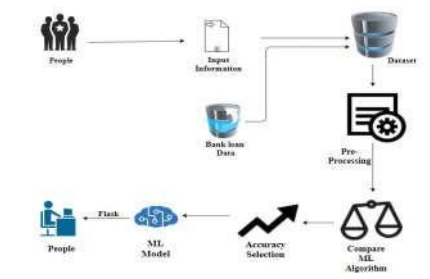 People
Input
Information
Dataset
Bank loan
Data
Pre-
Processing
People
Flask
ML
Model
Accuracy
Selection
Compare
ML
Algorithm